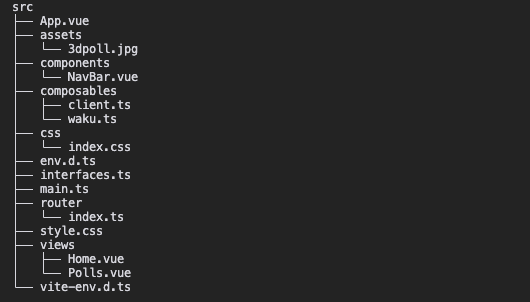 src
├── App.vue
├── assets
│   └── 3dpoll.jpg
├── components
│   └── NavBar.vue
├── composables
│   ├── client.ts
│   └── waku.ts
├── css
│   └── index.css
├── env.d.ts
├── interfaces.ts
├── main.ts
├── router
│   └── index.ts
├── style.css
├── views
│   ├── Home.vue
│   └── Polls.vue
└── vite-env.d.ts